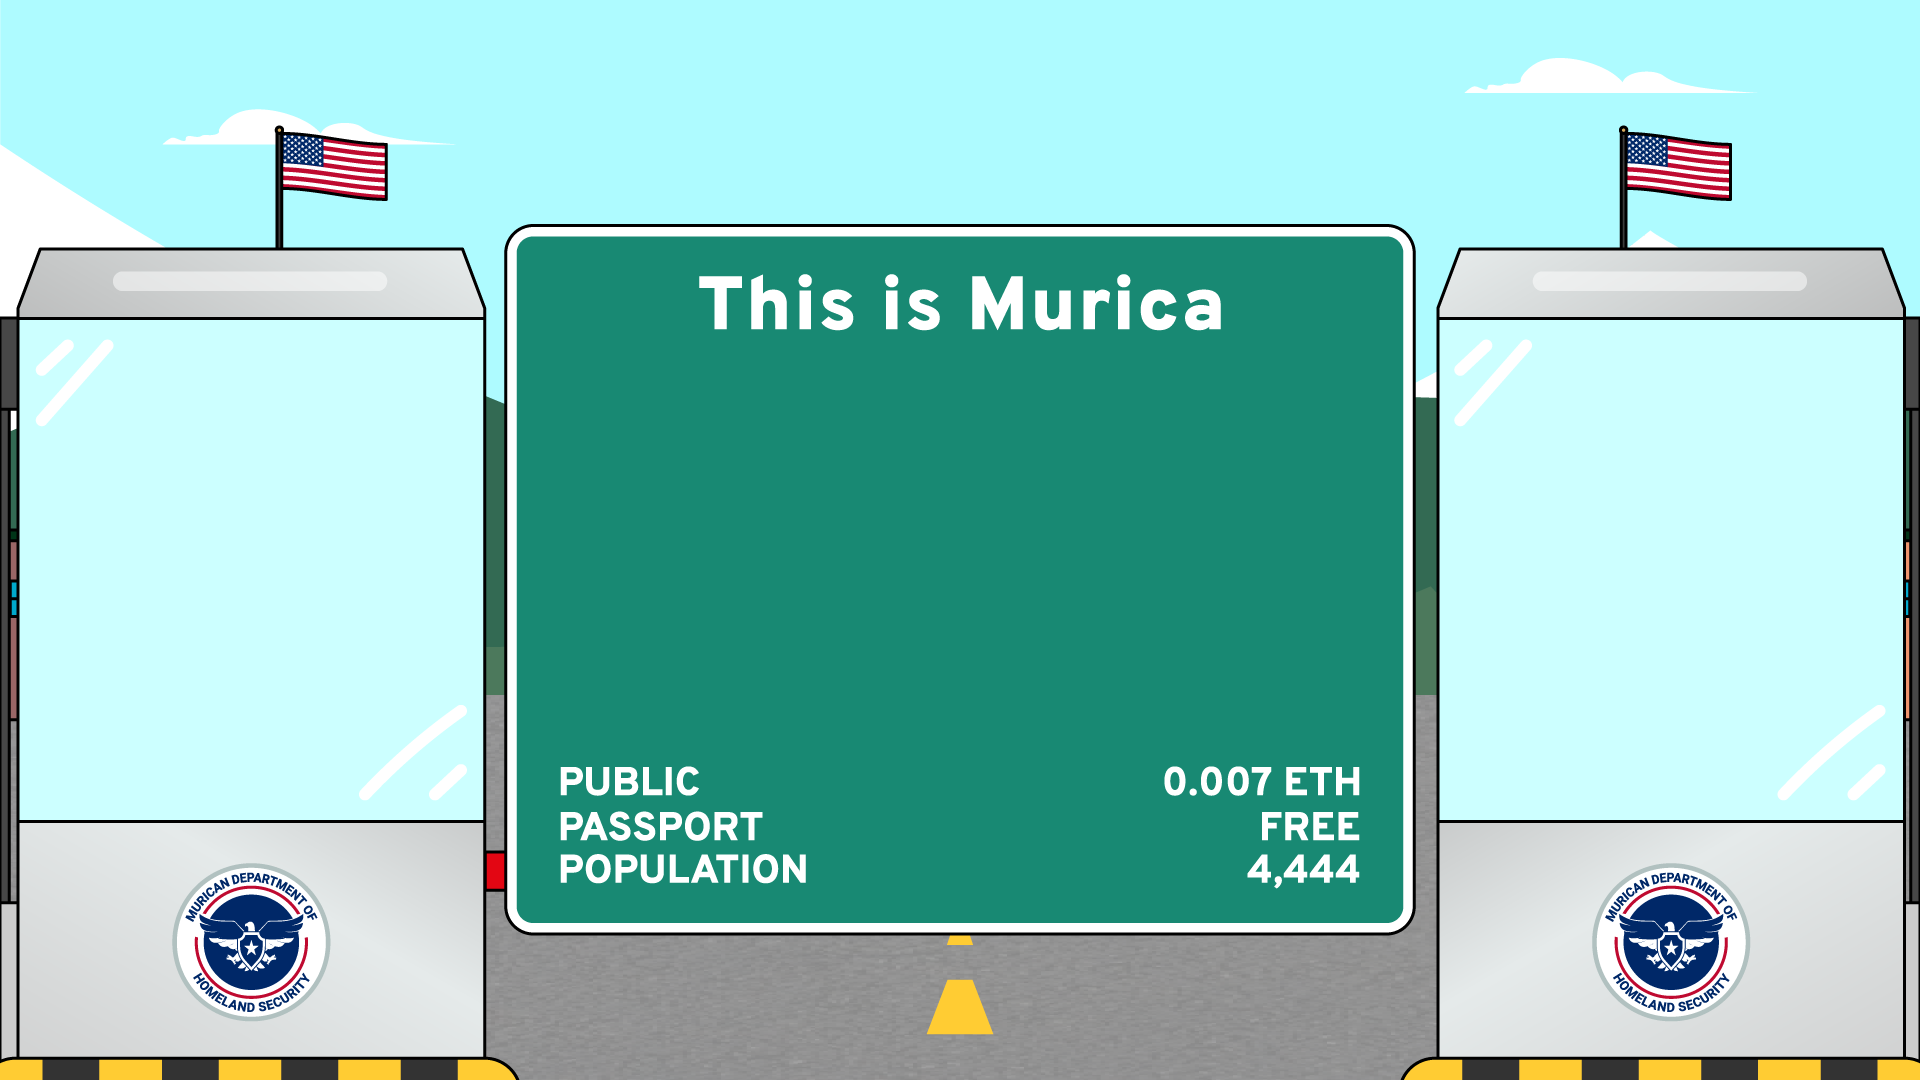 This is Murica
PUBLIC 0.007 ETH
PASSPORT FREE
POPULATION 4,444
MURICAN DEPARTMENT OF
HOMELAND SECURITY
MURICAN DEPARTMENT OF
HOMELAND SECURITY